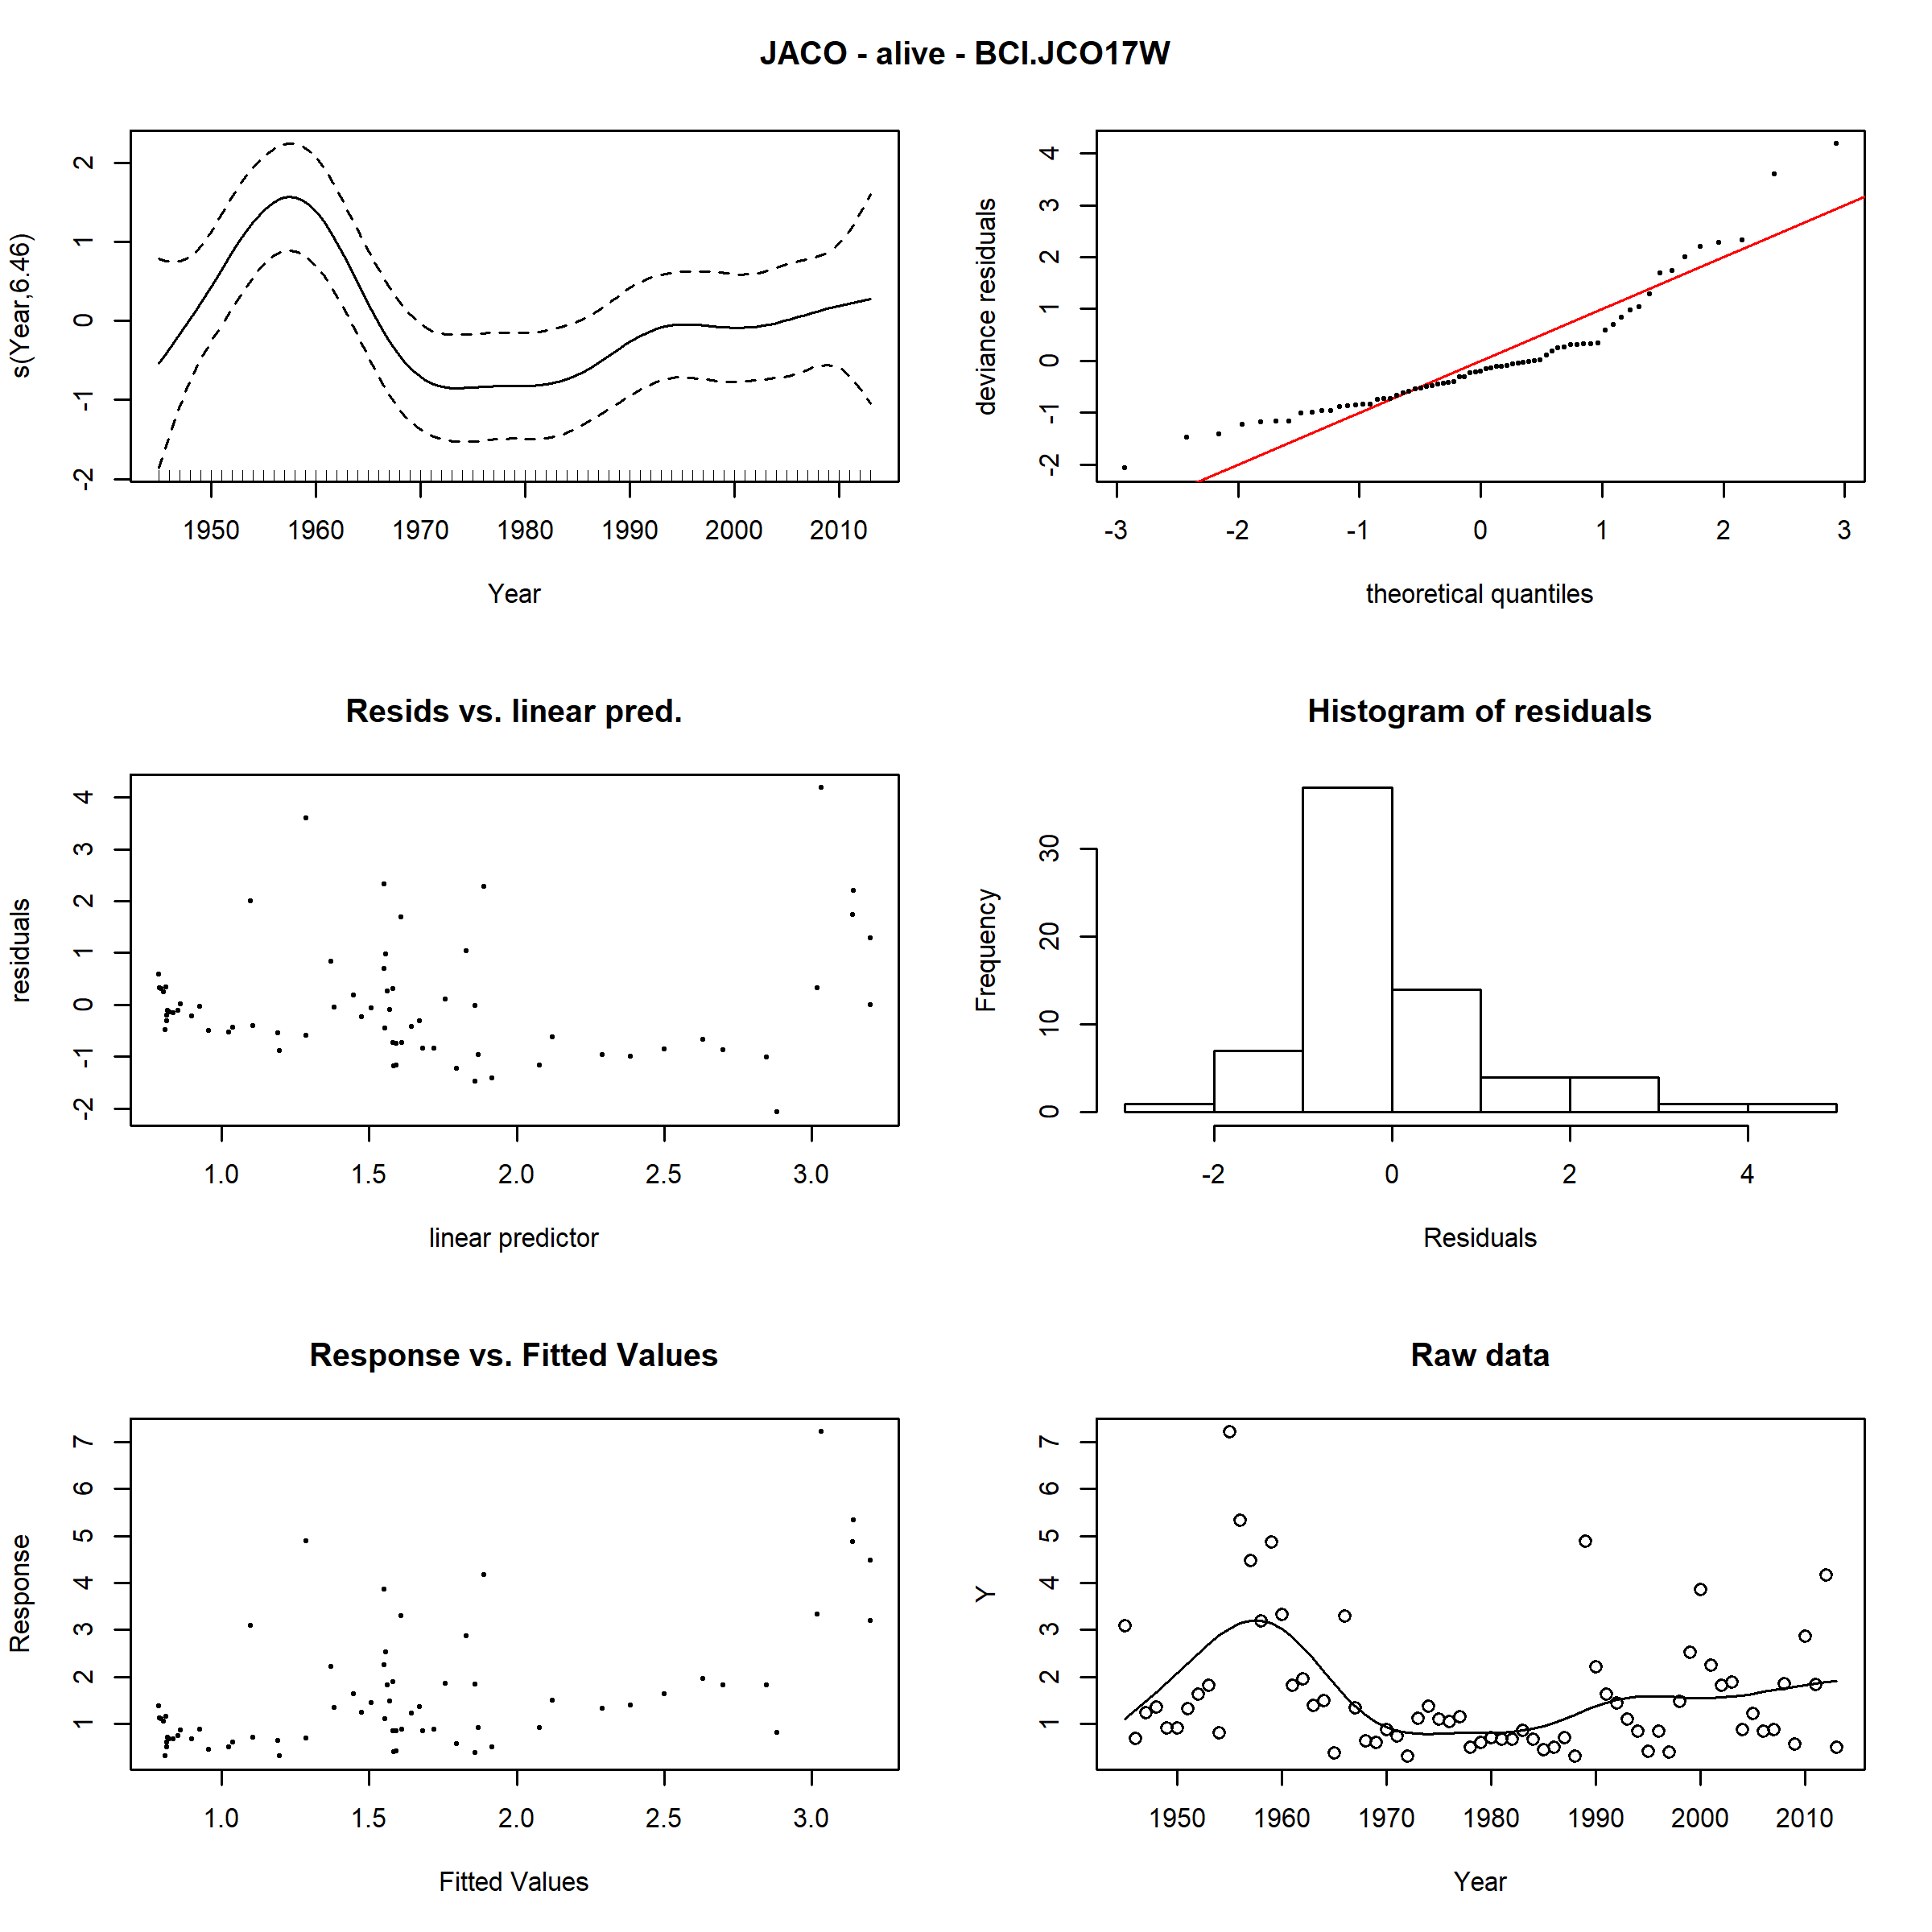 JACO - alive - BCI.JCO17W
s(Year,6.46)
2
1
0
-1
-2
1950 1960 1970 1980 1990 2000 2010
Year
deviance residuals
4
3
2
1
0
-1
-2
-3 -2 -1 0 1 2 3
theoretical quantiles
Resids vs. linear pred.
residuals
4
3
2
1
0
-1
-2
1.0 1.5 2.0 2.5 3.0
linear predictor
Histogram of residuals
Frequency
30
20
10
0
-2 0 2 4
Residuals
Response vs. Fitted Values
Response
7
6
5
4
3
2
1
1.0 1.5 2.0 2.5 3.0
Fitted Values
Raw data
Y
7
6
5
4
3
2
1
1950 1960 1970 1980 1990 2000 2010
Year